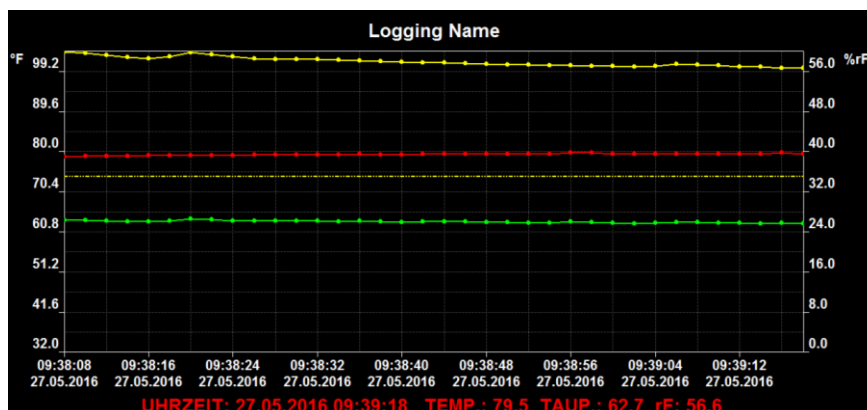 Logging Name
°F
%rF
99.2 56.0
89.6 48.0
80.0 40.0
70.4 32.0
60.8 24.0
51.2 16.0
41.6 8.0
32.0 0.0
09:38:08 09:38:16 09:38:24 09:38:32 09:38:40 09:38:48 09:38:56 09:39:04 09:39:12
27.05.2016 27.05.2016 27.05.2016 27.05.2016 27.05.2016 27.05.2016 27.05.2016 27.05.2016 27.05.2016
UHRZEIT: 27.05.2016 09:39:18 TEMP.: 79.5 TAUP.: 62.7 rF: 56.6